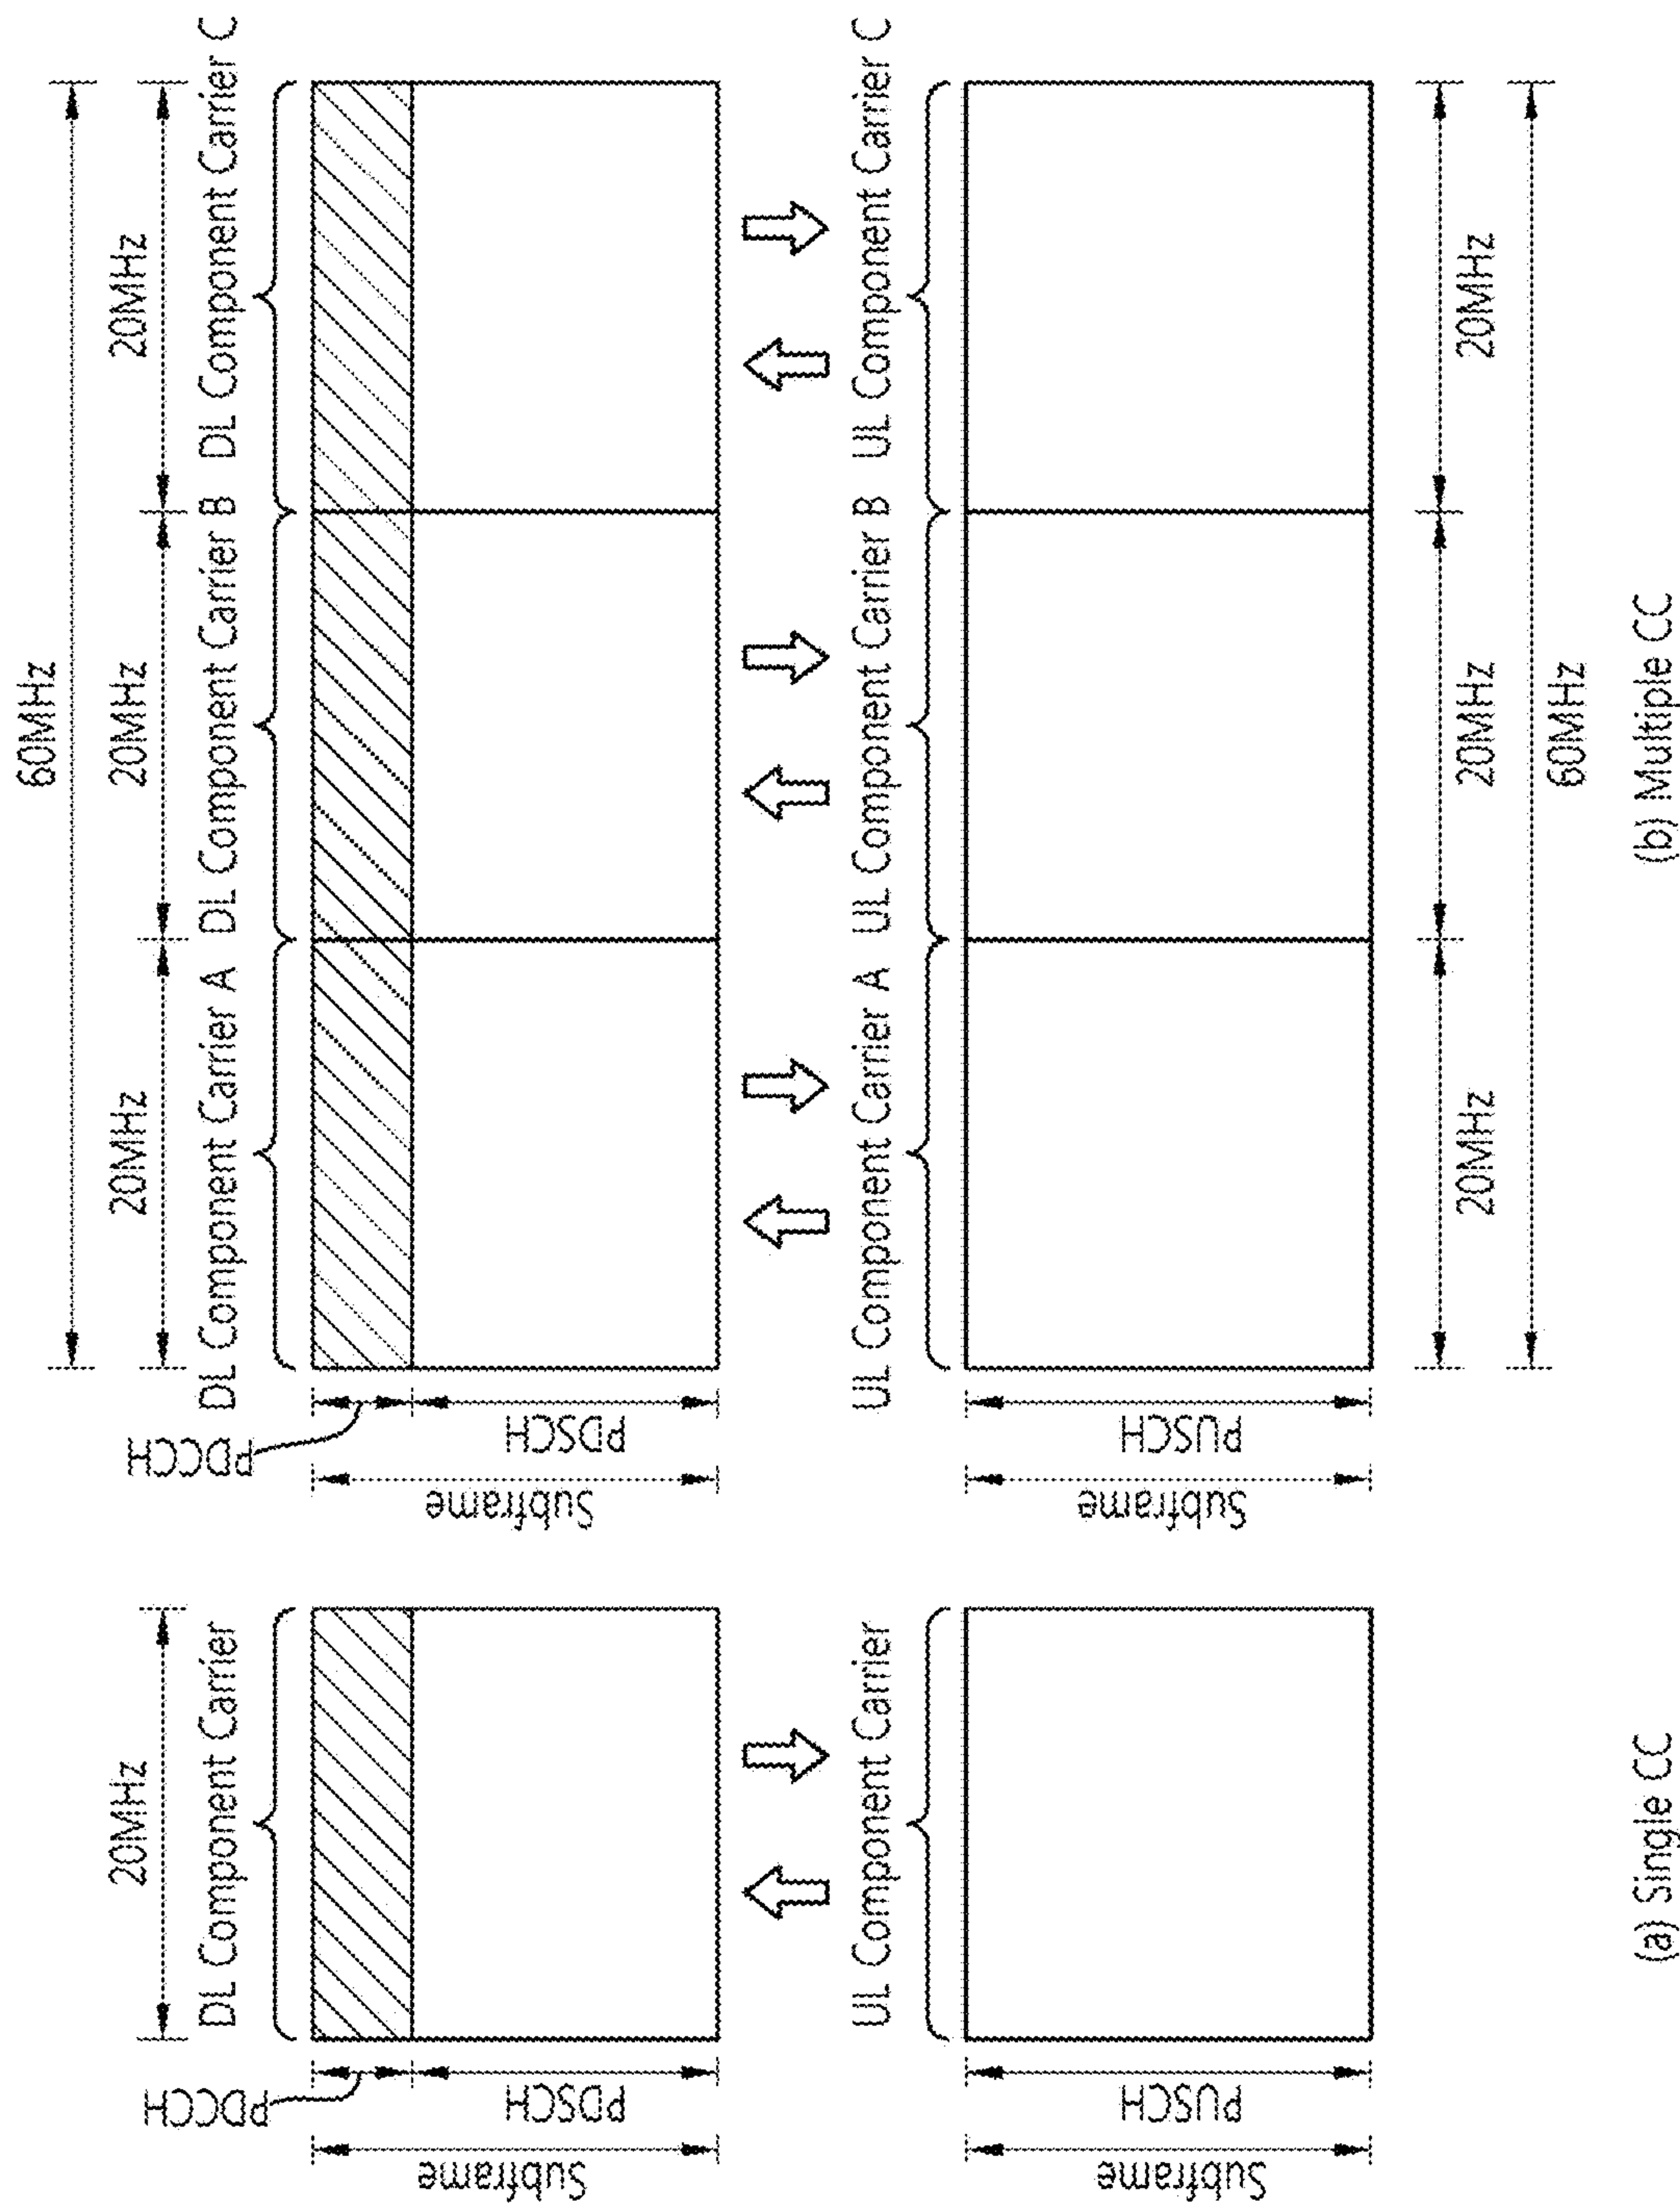 20MHz
DL Component Carrier
PDCCH
PDSCH
Subframe
UL Component Carrier
PUSCH
Subframe
(a) Single CC
60MHz
20MHz
20MHz
20MHz
DL Component Carrier A
DL Component Carrier B
DL Component Carrier C
PDCCH
PDSCH
Subframe
UL Component Carrier A
UL Component Carrier B
UL Component Carrier C
PUSCH
Subframe
20MHz
20MHz
20MHz
60MHz
(b) Multiple CC